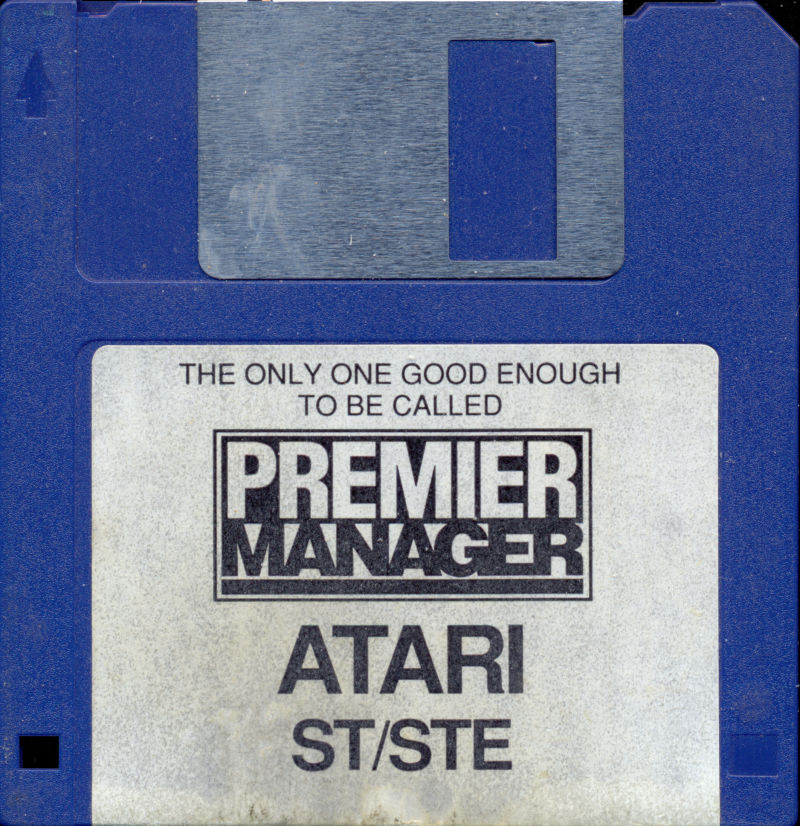 THE ONLY ONE GOOD ENOUGH
TO BE CALLED
PREMIER
MANAGER
ATARI
ST/STE